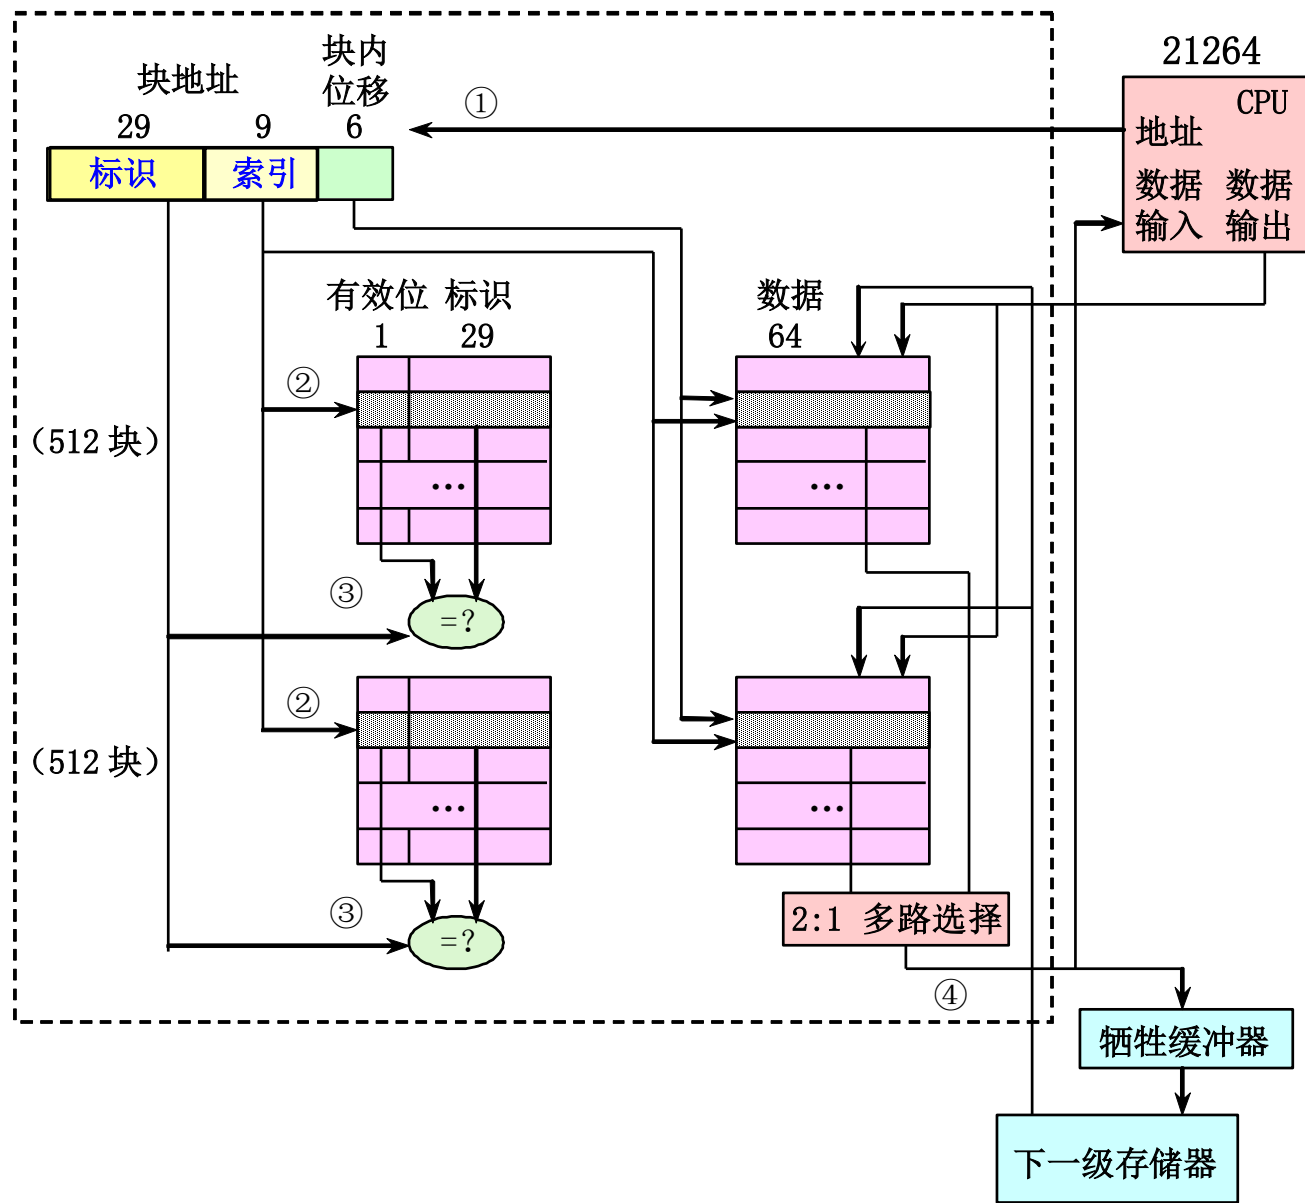 21264
CPU
地址
数据 数据
输入 输出
块地址
块内
位移
29 9 6
标识 索引
①
有效位 标识
1 29
数据
64
②
(512 块)
…
…
③
=?
②
(512 块)
…
…
③
=?
2:1 多路选择
④
牺牲缓冲器
下一级存储器